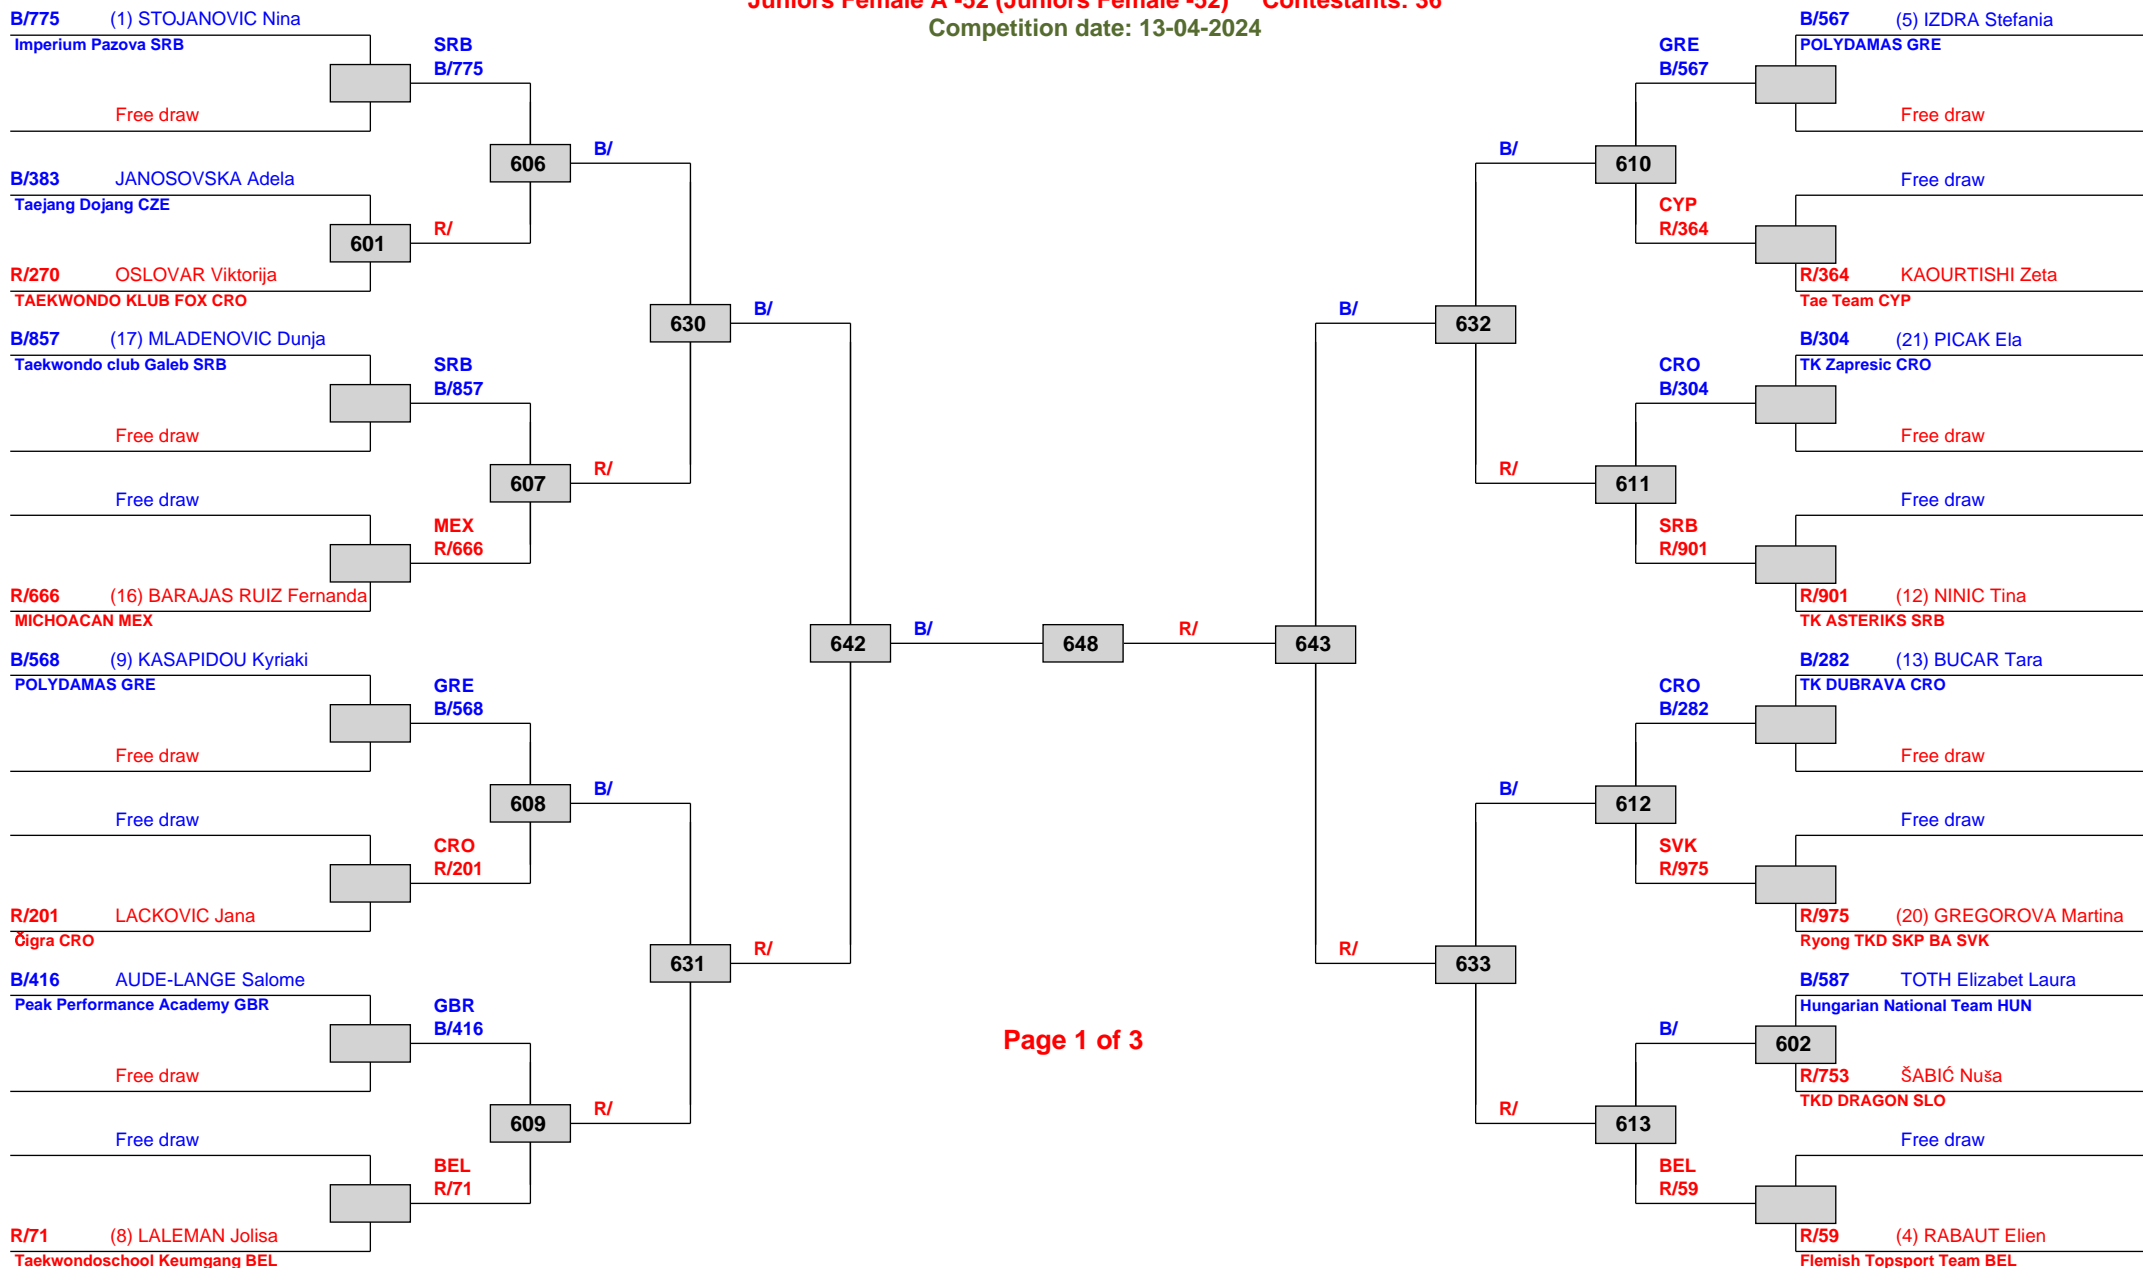 Juniors Female A -52 (Juniors Female -52) Contestants: 36
Competition date: 13-04-2024
B/775 (1) STOJANOVIC Nina
Imperium Pazova SRB
Free draw
SRB
B/775
B/383 JANOSOVSKA Adela
Taejang Dojang CZE
601
R/
R/270 OSLOVAR Viktorija
TAEKWONDO KLUB FOX CRO
606
B/
B/857 (17) MLADENOVIC Dunja
Taekwondo club Galeb SRB
Free draw
SRB
B/857
Free draw
MEX
R/666
R/666 (16) BARAJAS RUIZ Fernanda
MICHOACAN MEX
607
R/
630
B/
B/568 (9) KASAPIDOU Kyriaki
POLYDAMAS GRE
Free draw
GRE
B/568
Free draw
CRO
R/201
R/201 LACKOVIC Jana
Čigra CRO
608
B/
B/416 AUDE-LANGE Salome
Peak Performance Academy GBR
Free draw
GBR
B/416
Free draw
BEL
R/71
R/71 (8) LALEMAN Jolisa
Taekwondoschool Keumgang BEL
609
R/
631
R/
642
B/
648
R/
643
B/567 (5) IZDRA Stefania
POLYDAMAS GRE
Free draw
GRE
B/567
Free draw
CYP
R/364
R/364 KAOURTISHI Zeta
Tae Team CYP
610
B/
B/304 (21) PICAK Ela
TK Zapresic CRO
Free draw
CRO
B/304
Free draw
SRB
R/901
R/901 (12) NINIC Tina
TK ASTERIKS SRB
611
R/
632
B/
B/282 (13) BUCAR Tara
TK DUBRAVA CRO
Free draw
CRO
B/282
Free draw
SVK
R/975
R/975 (20) GREGOROVA Martina
Ryong TKD SKP BA SVK
612
B/
B/587 TOTH Elizabet Laura
Hungarian National Team HUN
602
B/
R/753 ŠABIĆ Nuša
TKD DRAGON SLO
Free draw
BEL
R/59
R/59 (4) RABAUT Elien
Flemish Topsport Team BEL
613
R/
633
R/
Page 1 of 3